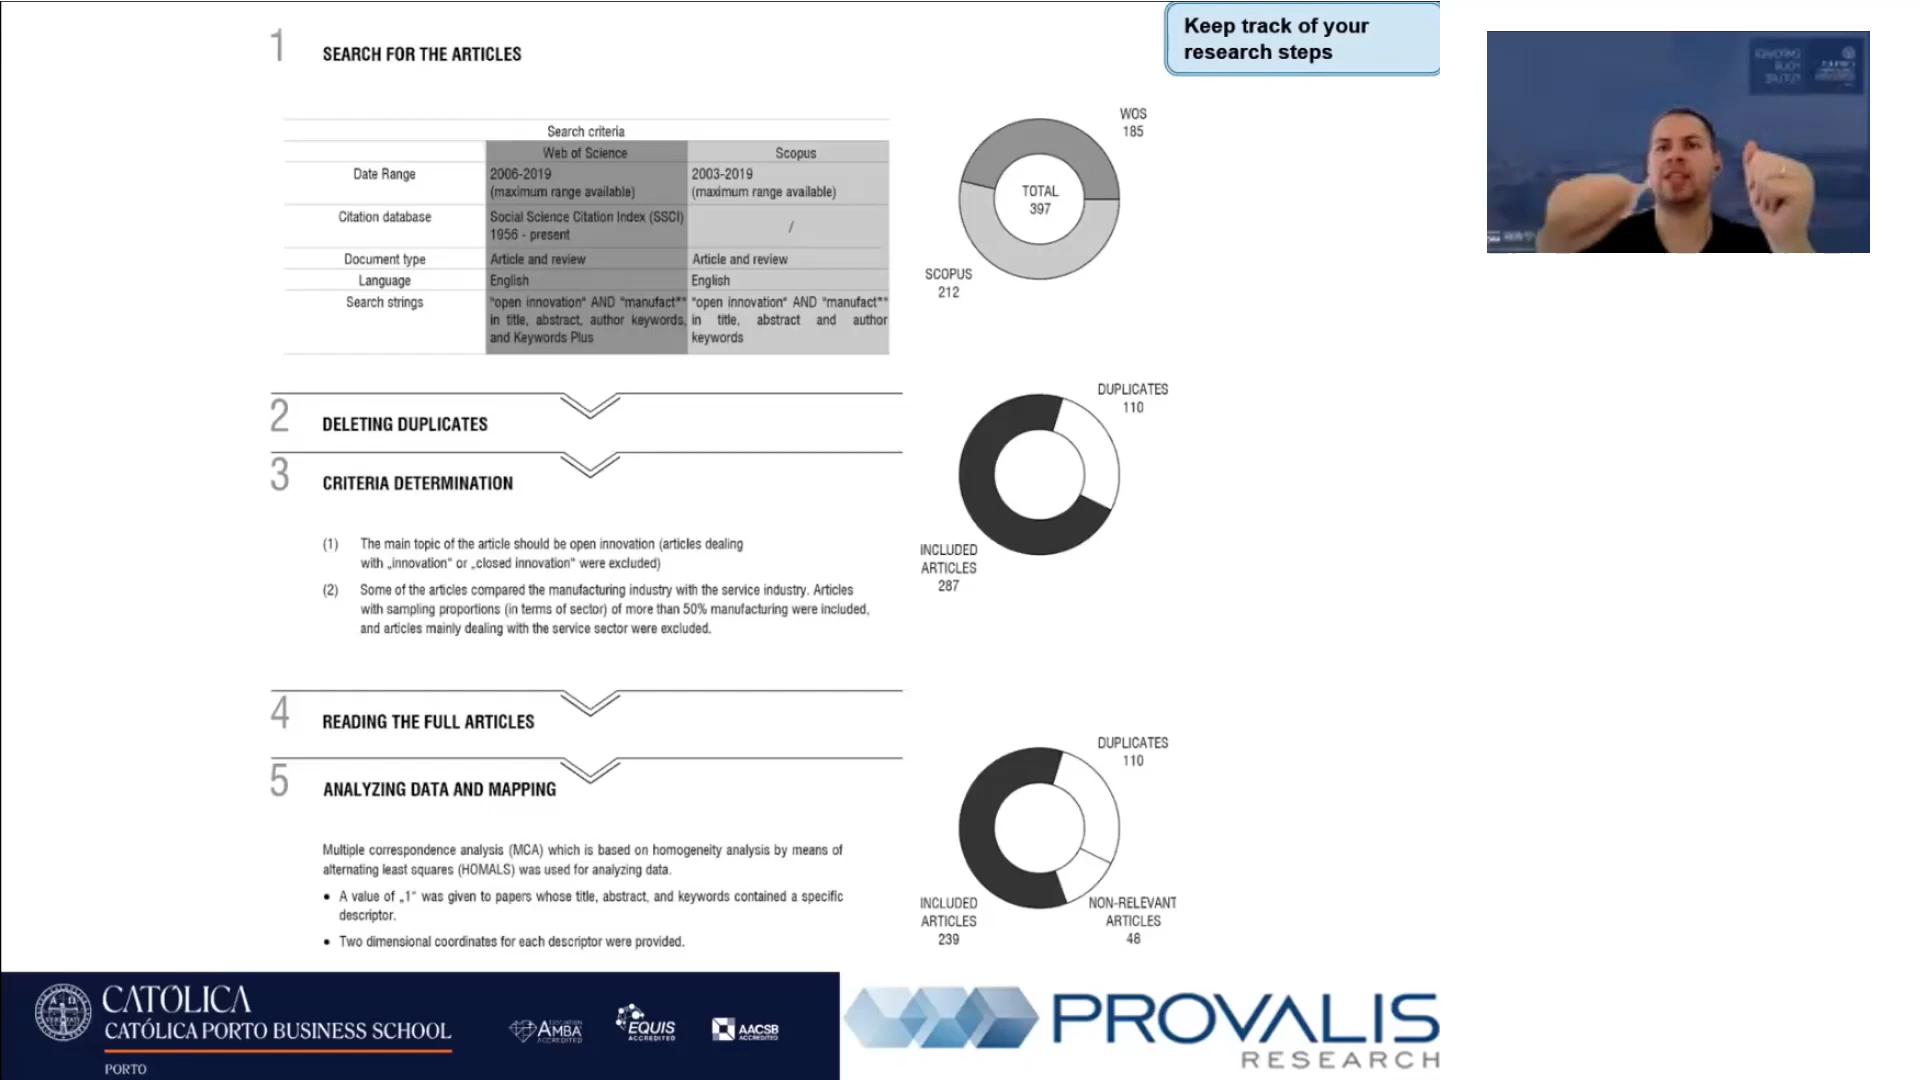 Keep track of your
research steps
1
SEARCH FOR THE ARTICLES
Search criteria
Web of Science
Scopus
Date Range
2006-2019
(maximum range available)
2003-2019
(maximum range available)
Citation database
Social Science Citation Index (SSCI)
1956 - present
/
Document type
Article and review
Article and review
Language
English
English
Search strings
"open innovation" AND "manufact*"
in title, abstract, author keywords,
and Keywords Plus
"open innovation" AND "manufact*"
in title, abstract and author
keywords
WOS
185
TOTAL
397
SCOPUS
212
2
DELETING DUPLICATES
3
CRITERIA DETERMINATION
DUPLICATES
110
INCLUDED
ARTICLES
287
(1) The main topic of the article should be open innovation (articles dealing
with „innovation“ or „closed innovation“ were excluded)
(2) Some of the articles compared the manufacturing industry with the service industry. Articles
with sampling proportions (in terms of sector) of more than 50% manufacturing were included,
and articles mainly dealing with the service sector were excluded.
4
READING THE FULL ARTICLES
5
ANALYZING DATA AND MAPPING
DUPLICATES
110
INCLUDED
ARTICLES
239
NON-RELEVANT
ARTICLES
48
Multiple correspondence analysis (MCA) which is based on homogeneity analysis by means of
alternating least squares (HOMALS) was used for analyzing data.
• A value of „1“ was given to papers whose title, abstract, and keywords contained a specific
descriptor.
• Two dimensional coordinates for each descriptor were provided.
CATÓLICA
CATÓLICA PORTO BUSINESS SCHOOL
PORTO
AMBA
ACCREDITED
EQUIS
ACCREDITED
AACSB
ACCREDITED
PROVALIS
RESEARCH